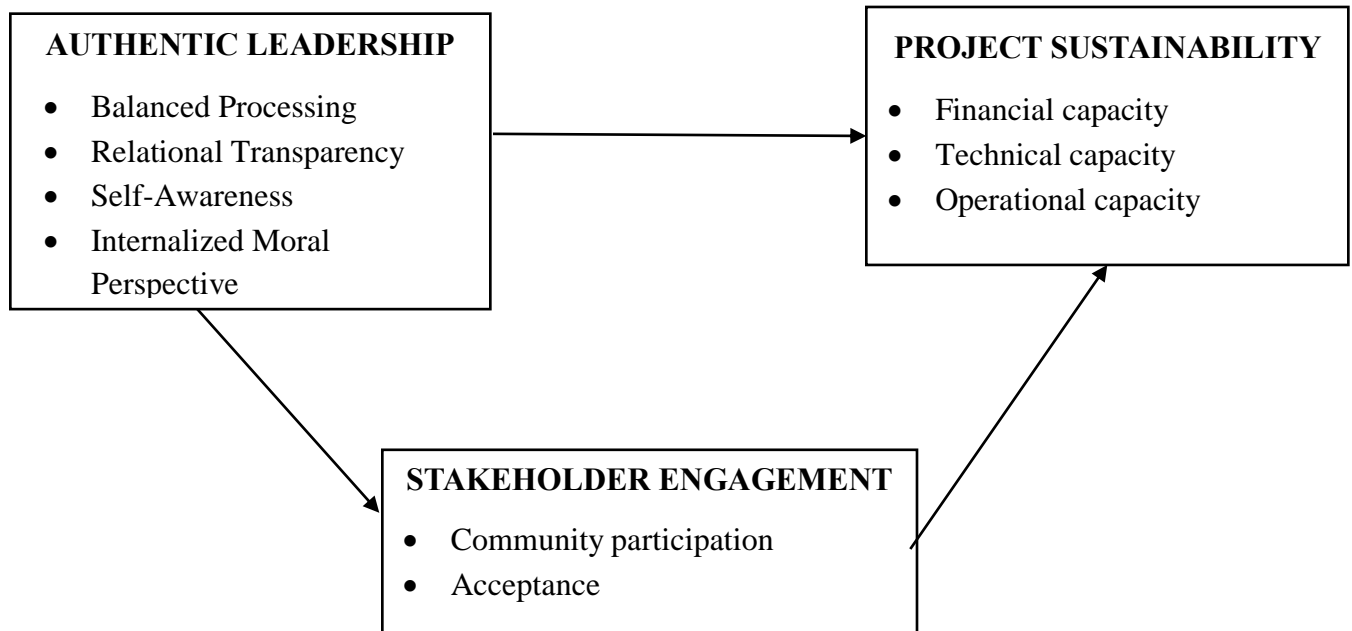 AUTHENTIC LEADERSHIP
• Balanced Processing
• Relational Transparency
• Self-Awareness
• Internalized Moral
Perspective
PROJECT SUSTAINABILITY
• Financial capacity
• Technical capacity
• Operational capacity
STAKEHOLDER ENGAGEMENT
• Community participation
• Acceptance